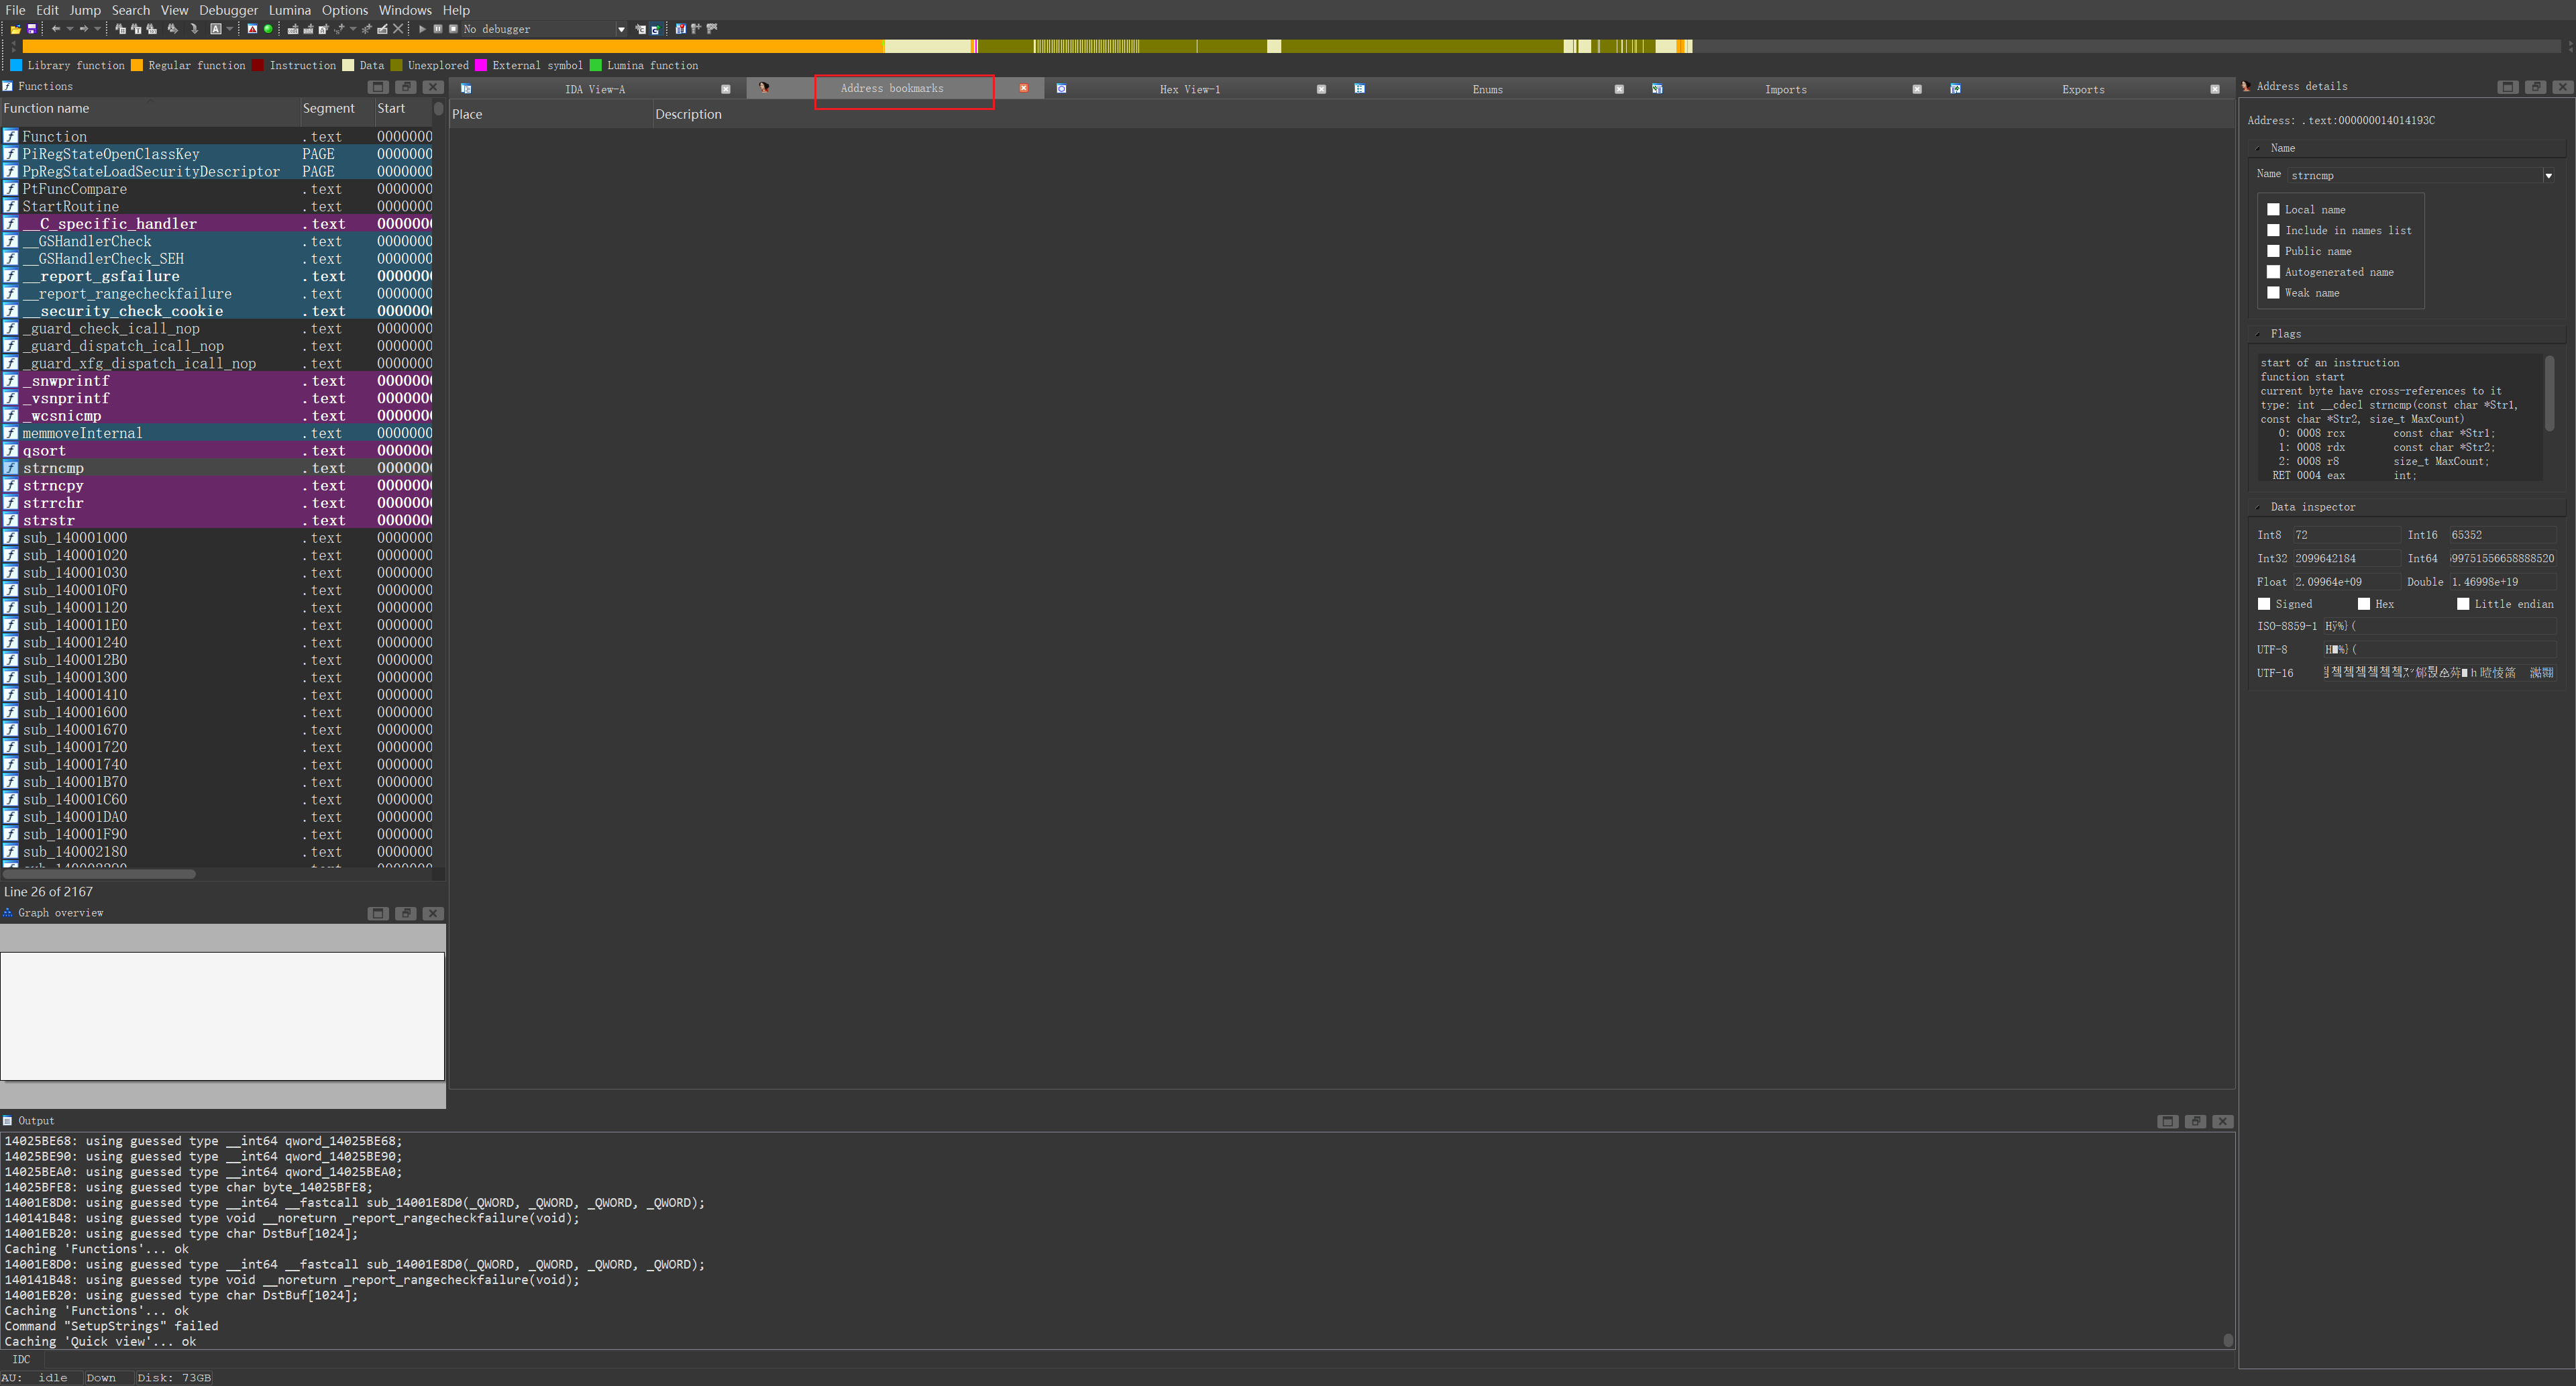 File Edit Jump Search View Debugger Lumina Options Windows Help
No debugger
Library function Regular function Instruction Data Unexplored External symbol Lumina function
Functions
Function name Segment Start
Function .text 0000000
PiRegStateOpenClassKey PAGE 0000000
PpRegStateLoadSecurityDescriptor PAGE 0000000
PtFuncCompare .text 0000000
StartRoutine .text 0000000
__C_specific_handler .text 0000000
__GSHandlerCheck .text 0000000
__GSHandlerCheck_SEH .text 0000000
__report_gsfailure .text 0000000
__report_rangecheckfailure .text 0000000
__security_check_cookie .text 0000000
_guard_check_icall_nop .text 0000000
_guard_dispatch_icall_nop .text 0000000
_guard_xfg_dispatch_icall_nop .text 0000000
_snwprintf .text 0000000
_vsnprintf .text 0000000
_wcsnicmp .text 0000000
memmoveInternal .text 0000000
qsort .text 0000000
strncmp .text 0000000
strncpy .text 0000000
strrchr .text 0000000
strstr .text 0000000
sub_140001000 .text 0000000
sub_140001020 .text 0000000
sub_140001030 .text 0000000
sub_1400010F0 .text 0000000
sub_140001120 .text 0000000
sub_1400011E0 .text 0000000
sub_140001240 .text 0000000
sub_1400012B0 .text 0000000
sub_140001300 .text 0000000
sub_140001410 .text 0000000
sub_140001600 .text 0000000
sub_140001670 .text 0000000
sub_140001720 .text 0000000
sub_140001740 .text 0000000
sub_140001B70 .text 0000000
sub_140001C60 .text 0000000
sub_140001DA0 .text 0000000
sub_140001F90 .text 0000000
sub_140002180 .text 0000000
Line 26 of 2167
Graph overview
IDA View-A Address bookmarks Hex View-1 Enums Imports Exports
Place Description
Output
14025BE68: using guessed type __int64 qword_14025BE68;
14025BE90: using guessed type __int64 qword_14025BE90;
14025BEA0: using guessed type __int64 qword_14025BEA0;
14025BFE8: using guessed type char byte_14025BFE8;
14001E8D0: using guessed type __int64 __fastcall sub_14001E8D0(_QWORD, _QWORD, _QWORD, _QWORD);
140141B48: using guessed type void __noreturn _report_rangecheckfailure(void);
14001EB20: using guessed type char DstBuf[1024];
Caching 'Functions'... ok
14001E8D0: using guessed type __int64 __fastcall sub_14001E8D0(_QWORD, _QWORD, _QWORD, _QWORD);
140141B48: using guessed type void __noreturn _report_rangecheckfailure(void);
14001EB20: using guessed type char DstBuf[1024];
Caching 'Functions'... ok
Command "SetupStrings" failed
Caching 'Quick view'... ok
IDC
AU: idle Down Disk: 73GB
Address details
Address: .text:000000014014193C
Name
Name strncmp
Local name
Include in names list
Public name
Autogenerated name
Weak name
Flags
start of an instruction
function start
current byte have cross-references to it
type: int __cdecl strncmp(const char *Str1,
const char *Str2, size_t MaxCount)
0: 0008 rcx const char *Str1;
1: 0008 rdx const char *Str2;
2: 0008 r8 size_t MaxCount;
RET 0004 eax int;
Data inspector
Int8 72 Int16 65352
Int32 2099642184 Int64 997515566588885​20
Float 2.09964e+09 Double 1.46998e+19
Signed Hex Little endian
ISO-8859-1 Hÿ%}(
UTF-8 H%}(
UTF-16